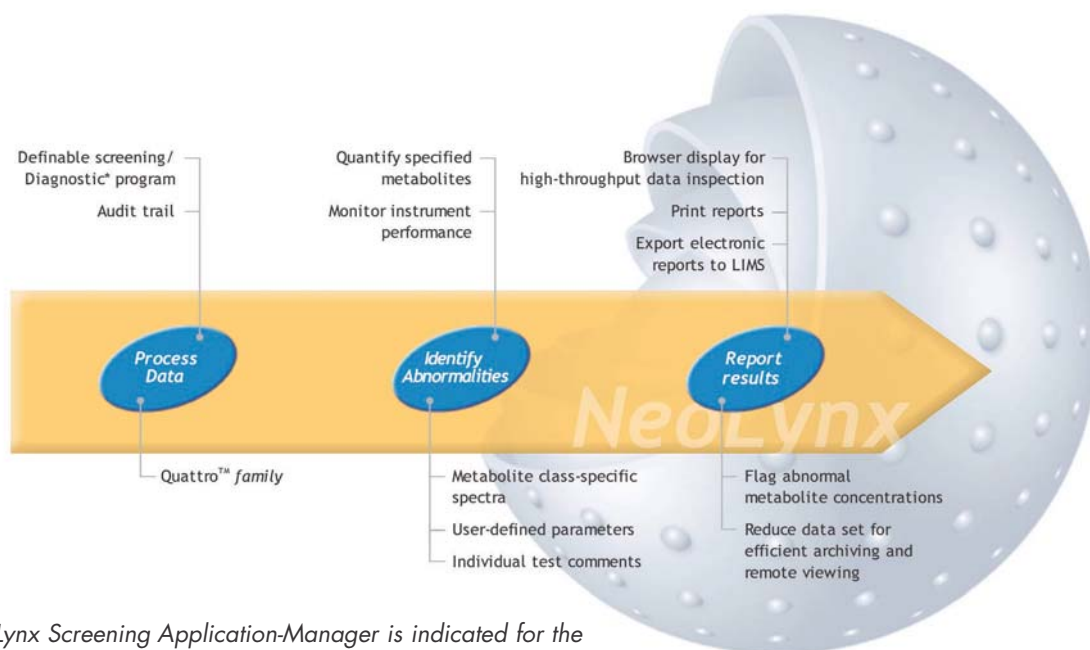 Definable screening/
Diagnostic* program
Audit trail
Quantify specified
metabolites
Monitor instrument
performance
Browser display for
high-throughput data inspection
Print reports
Export electronic
reports to LIMS
Process
Data
Identify
Abnormalities
Report
results
NeoLynx
Quattro™ family
Metabolite class-specific
spectra
User-defined parameters
Individual test comments
Flag abnormal
metabolite concentrations
Reduce data set for
efficient archiving and
remote viewing
Lynx Screening Application-Manager is indicated for the